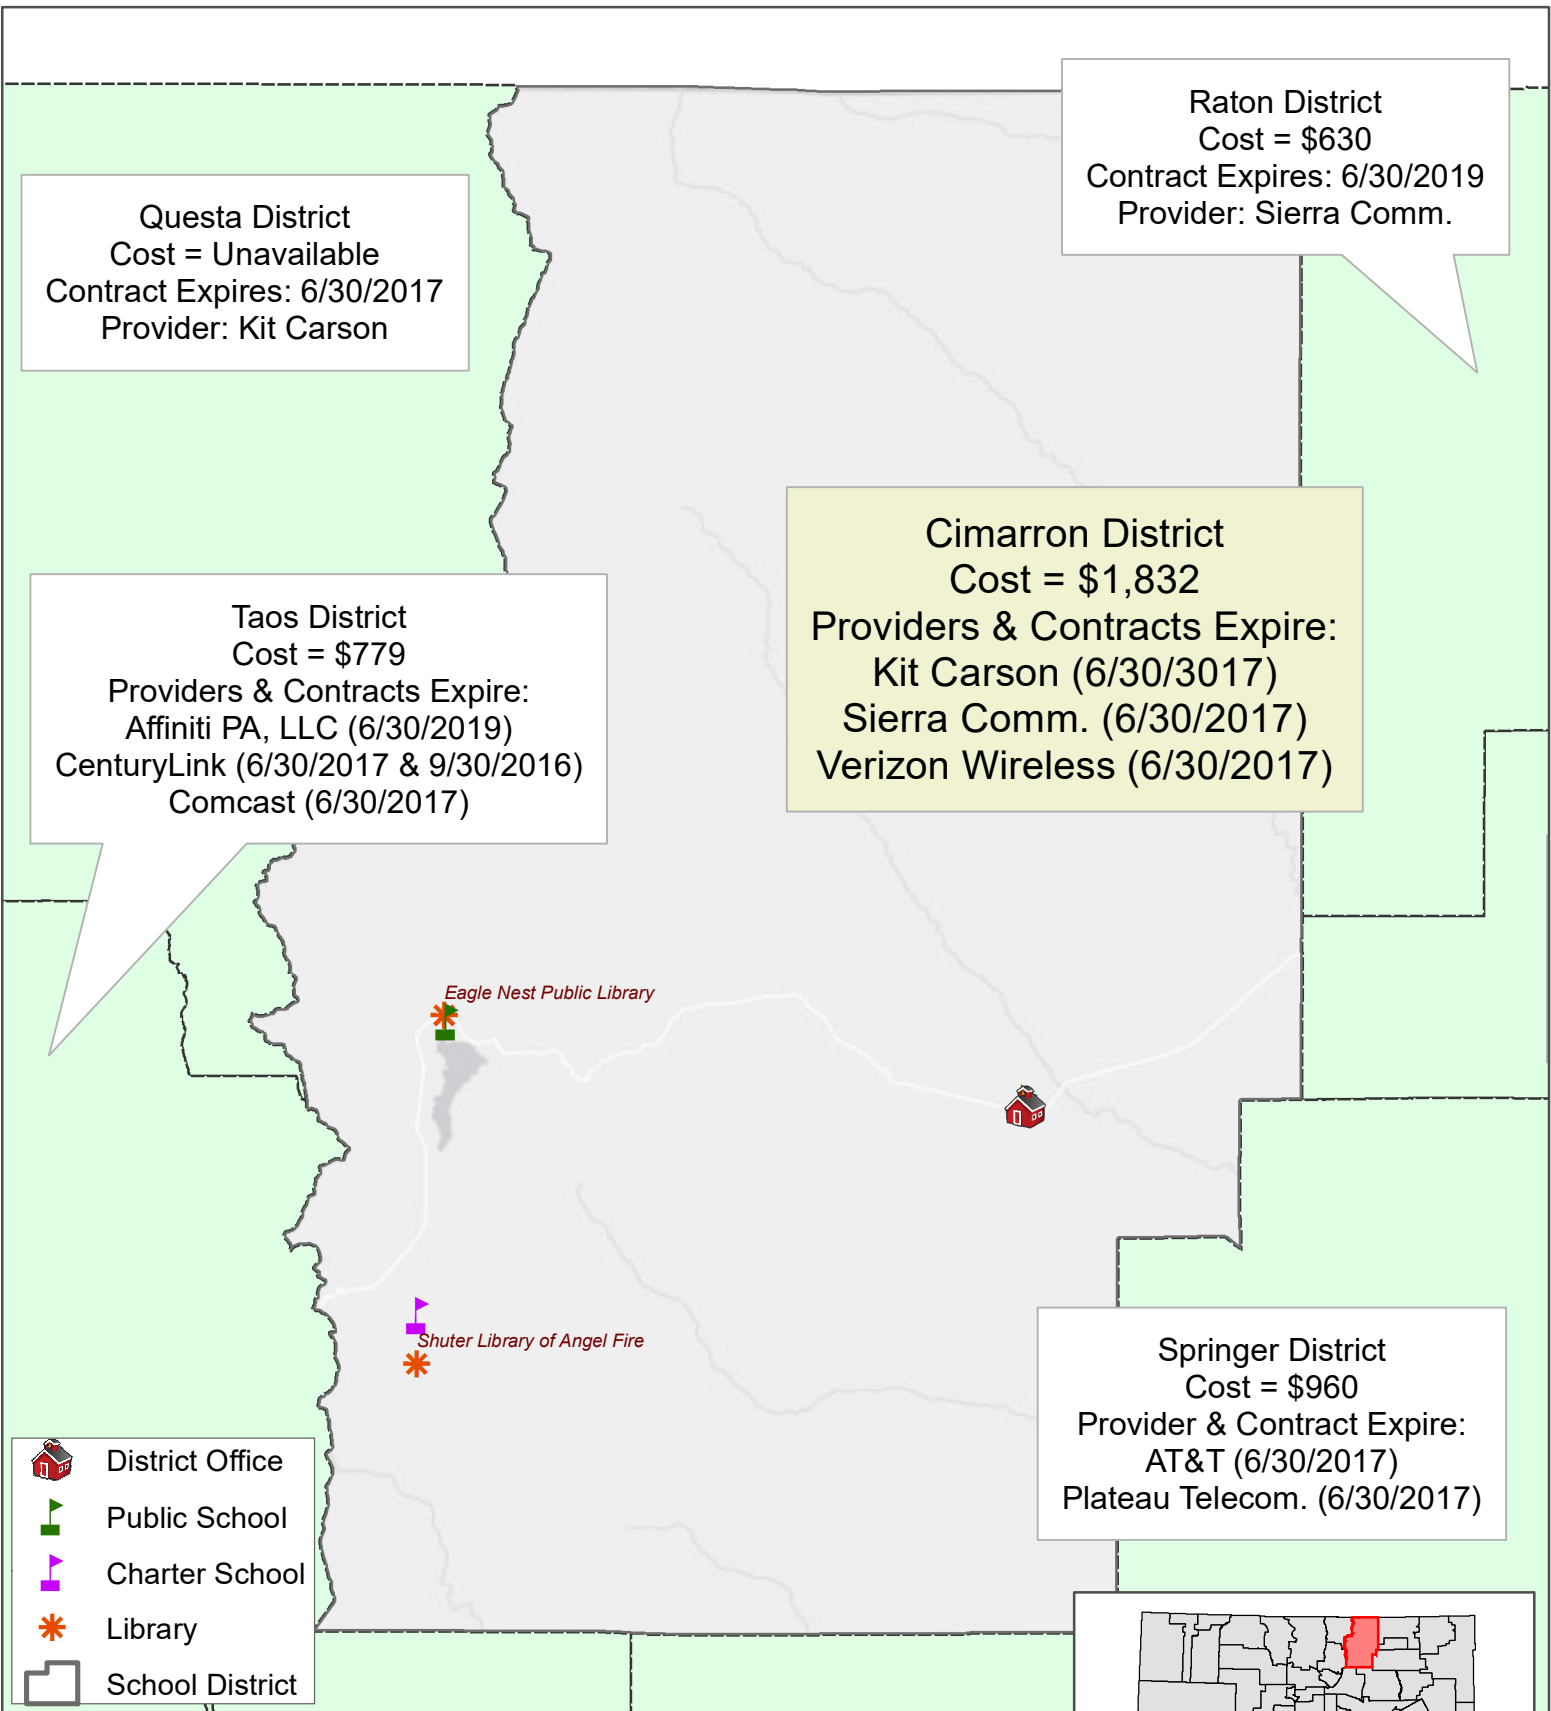 Raton District
Cost = $630
Contract Expires: 6/30/2019
Provider: Sierra Comm.
Questa District
Cost = Unavailable
Contract Expires: 6/30/2017
Provider: Kit Carson
Cimarron District
Cost = $1,832
Providers & Contracts Expire:
Kit Carson (6/30/3017)
Sierra Comm. (6/30/2017)
Verizon Wireless (6/30/2017)
Taos District
Cost = $779
Providers & Contracts Expire:
Affiniti PA, LLC (6/30/2019)
CenturyLink (6/30/2017 & 9/30/2016)
Comcast (6/30/2017)
Eagle Nest Public Library
Shuter Library of Angel Fire
Springer District
Cost = $960
Provider & Contract Expire:
AT&T (6/30/2017)
Plateau Telecom. (6/30/2017)
District Office
Public School
Charter School
Library
School District